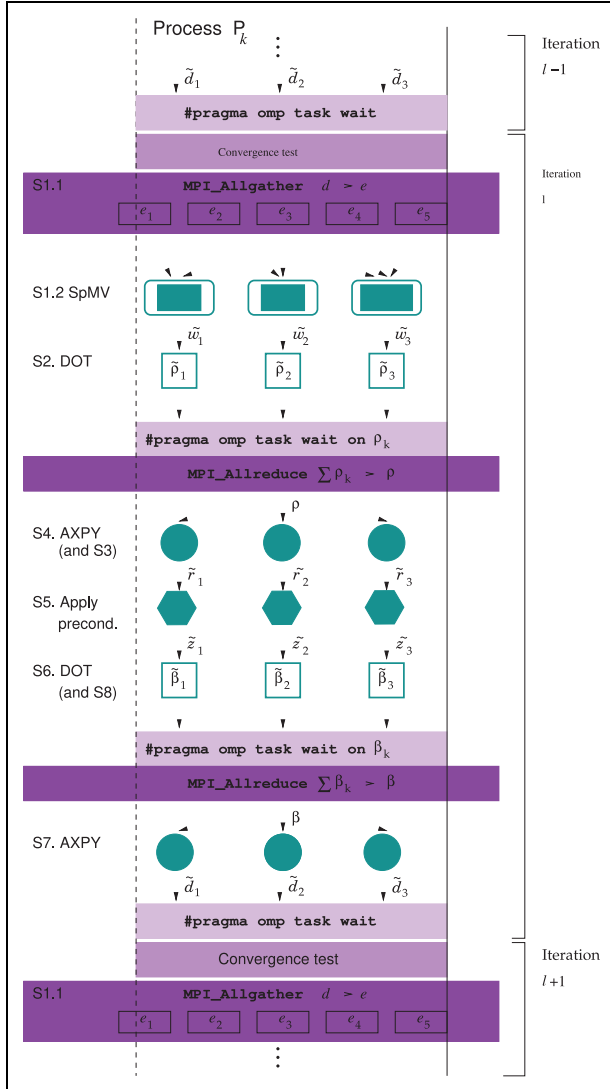 Process P_k
⋮
Iteration
l−1
d̃_1 d̃_2 d̃_3
#pragma omp task wait
Convergence test
Iteration
l
S1.1 MPI_Allgather d > e
e_1 e_2 e_3 e_4 e_5
S1.2 SpMV
w̃_1 w̃_2 w̃_3
S2. DOT
ρ̃_1 ρ̃_2 ρ̃_3
#pragma omp task wait on ρ_k
MPI_Allreduce ∑ρ_k > ρ
ρ
S4. AXPY
(and S3)
r̃_1 r̃_2 r̃_3
S5. Apply
precond.
z̃_1 z̃_2 z̃_3
S6. DOT
(and S8)
β̃_1 β̃_2 β̃_3
#pragma omp task wait on β_k
MPI_Allreduce ∑β_k > β
β
S7. AXPY
d̃_1 d̃_2 d̃_3
#pragma omp task wait
Convergence test
Iteration
l+1
S1.1 MPI_Allgather d > e
e_1 e_2 e_3 e_4 e_5
⋮